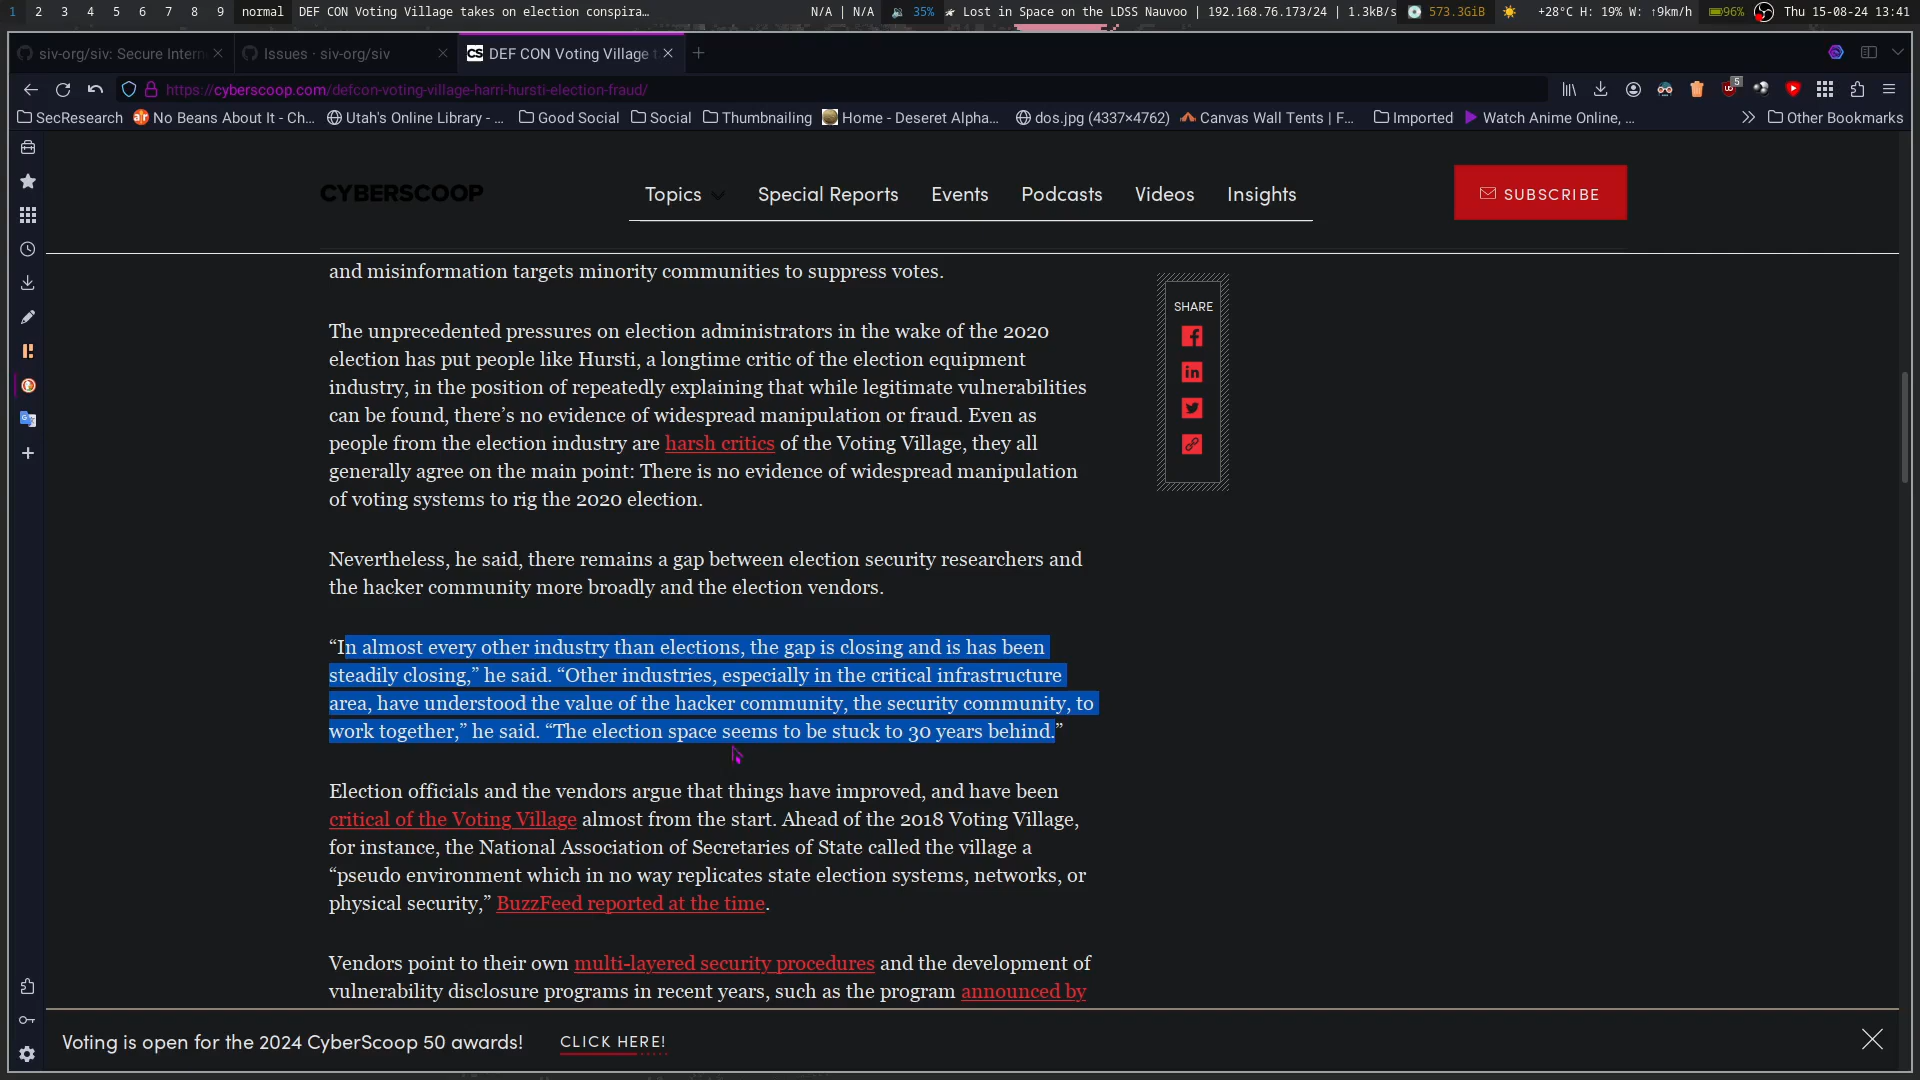 1 2 3 4 5 6 7 8 9 normal DEF CON Voting Village takes on election conspira… N/A | N/A 35% Lost in Space on the LDSS Nauvoo | 192.168.76.173/24 | 1.3kB/s 573.3GiB +28°C H: 19% W: ↑9km/h 96% Thu 15-08-24 13:41
siv-org/siv: Secure Intern Issues · siv-org/siv CS DEF CON Voting Village t
https://cyberscoop.com/defcon-voting-village-harri-hursti-election-fraud/ 5
SecResearch No Beans About It - Ch… Utah's Online Library - … Good Social Social Thumbnailing Home - Deseret Alpha… dos.jpg (4337×4762) Canvas Wall Tents | F… Imported Watch Anime Online, … Other Bookmarks
CYBERSCOOP Topics Special Reports Events Podcasts Videos Insights SUBSCRIBE
and misinformation targets minority communities to suppress votes.
SHARE
The unprecedented pressures on election administrators in the wake of the 2020
election has put people like Hursti, a longtime critic of the election equipment
industry, in the position of repeatedly explaining that while legitimate vulnerabilities
can be found, there’s no evidence of widespread manipulation or fraud. Even as
people from the election industry are harsh critics of the Voting Village, they all
generally agree on the main point: There is no evidence of widespread manipulation
of voting systems to rig the 2020 election.
Nevertheless, he said, there remains a gap between election security researchers and
the hacker community more broadly and the election vendors.
“In almost every other industry than elections, the gap is closing and is has been
steadily closing,” he said. “Other industries, especially in the critical infrastructure
area, have understood the value of the hacker community, the security community, to
work together,” he said. “The election space seems to be stuck to 30 years behind.”
Election officials and the vendors argue that things have improved, and have been
critical of the Voting Village almost from the start. Ahead of the 2018 Voting Village,
for instance, the National Association of Secretaries of State called the village a
“pseudo environment which in no way replicates state election systems, networks, or
physical security,” BuzzFeed reported at the time.
Vendors point to their own multi-layered security procedures and the development of
vulnerability disclosure programs in recent years, such as the program announced by
Voting is open for the 2024 CyberScoop 50 awards! CLICK HERE!